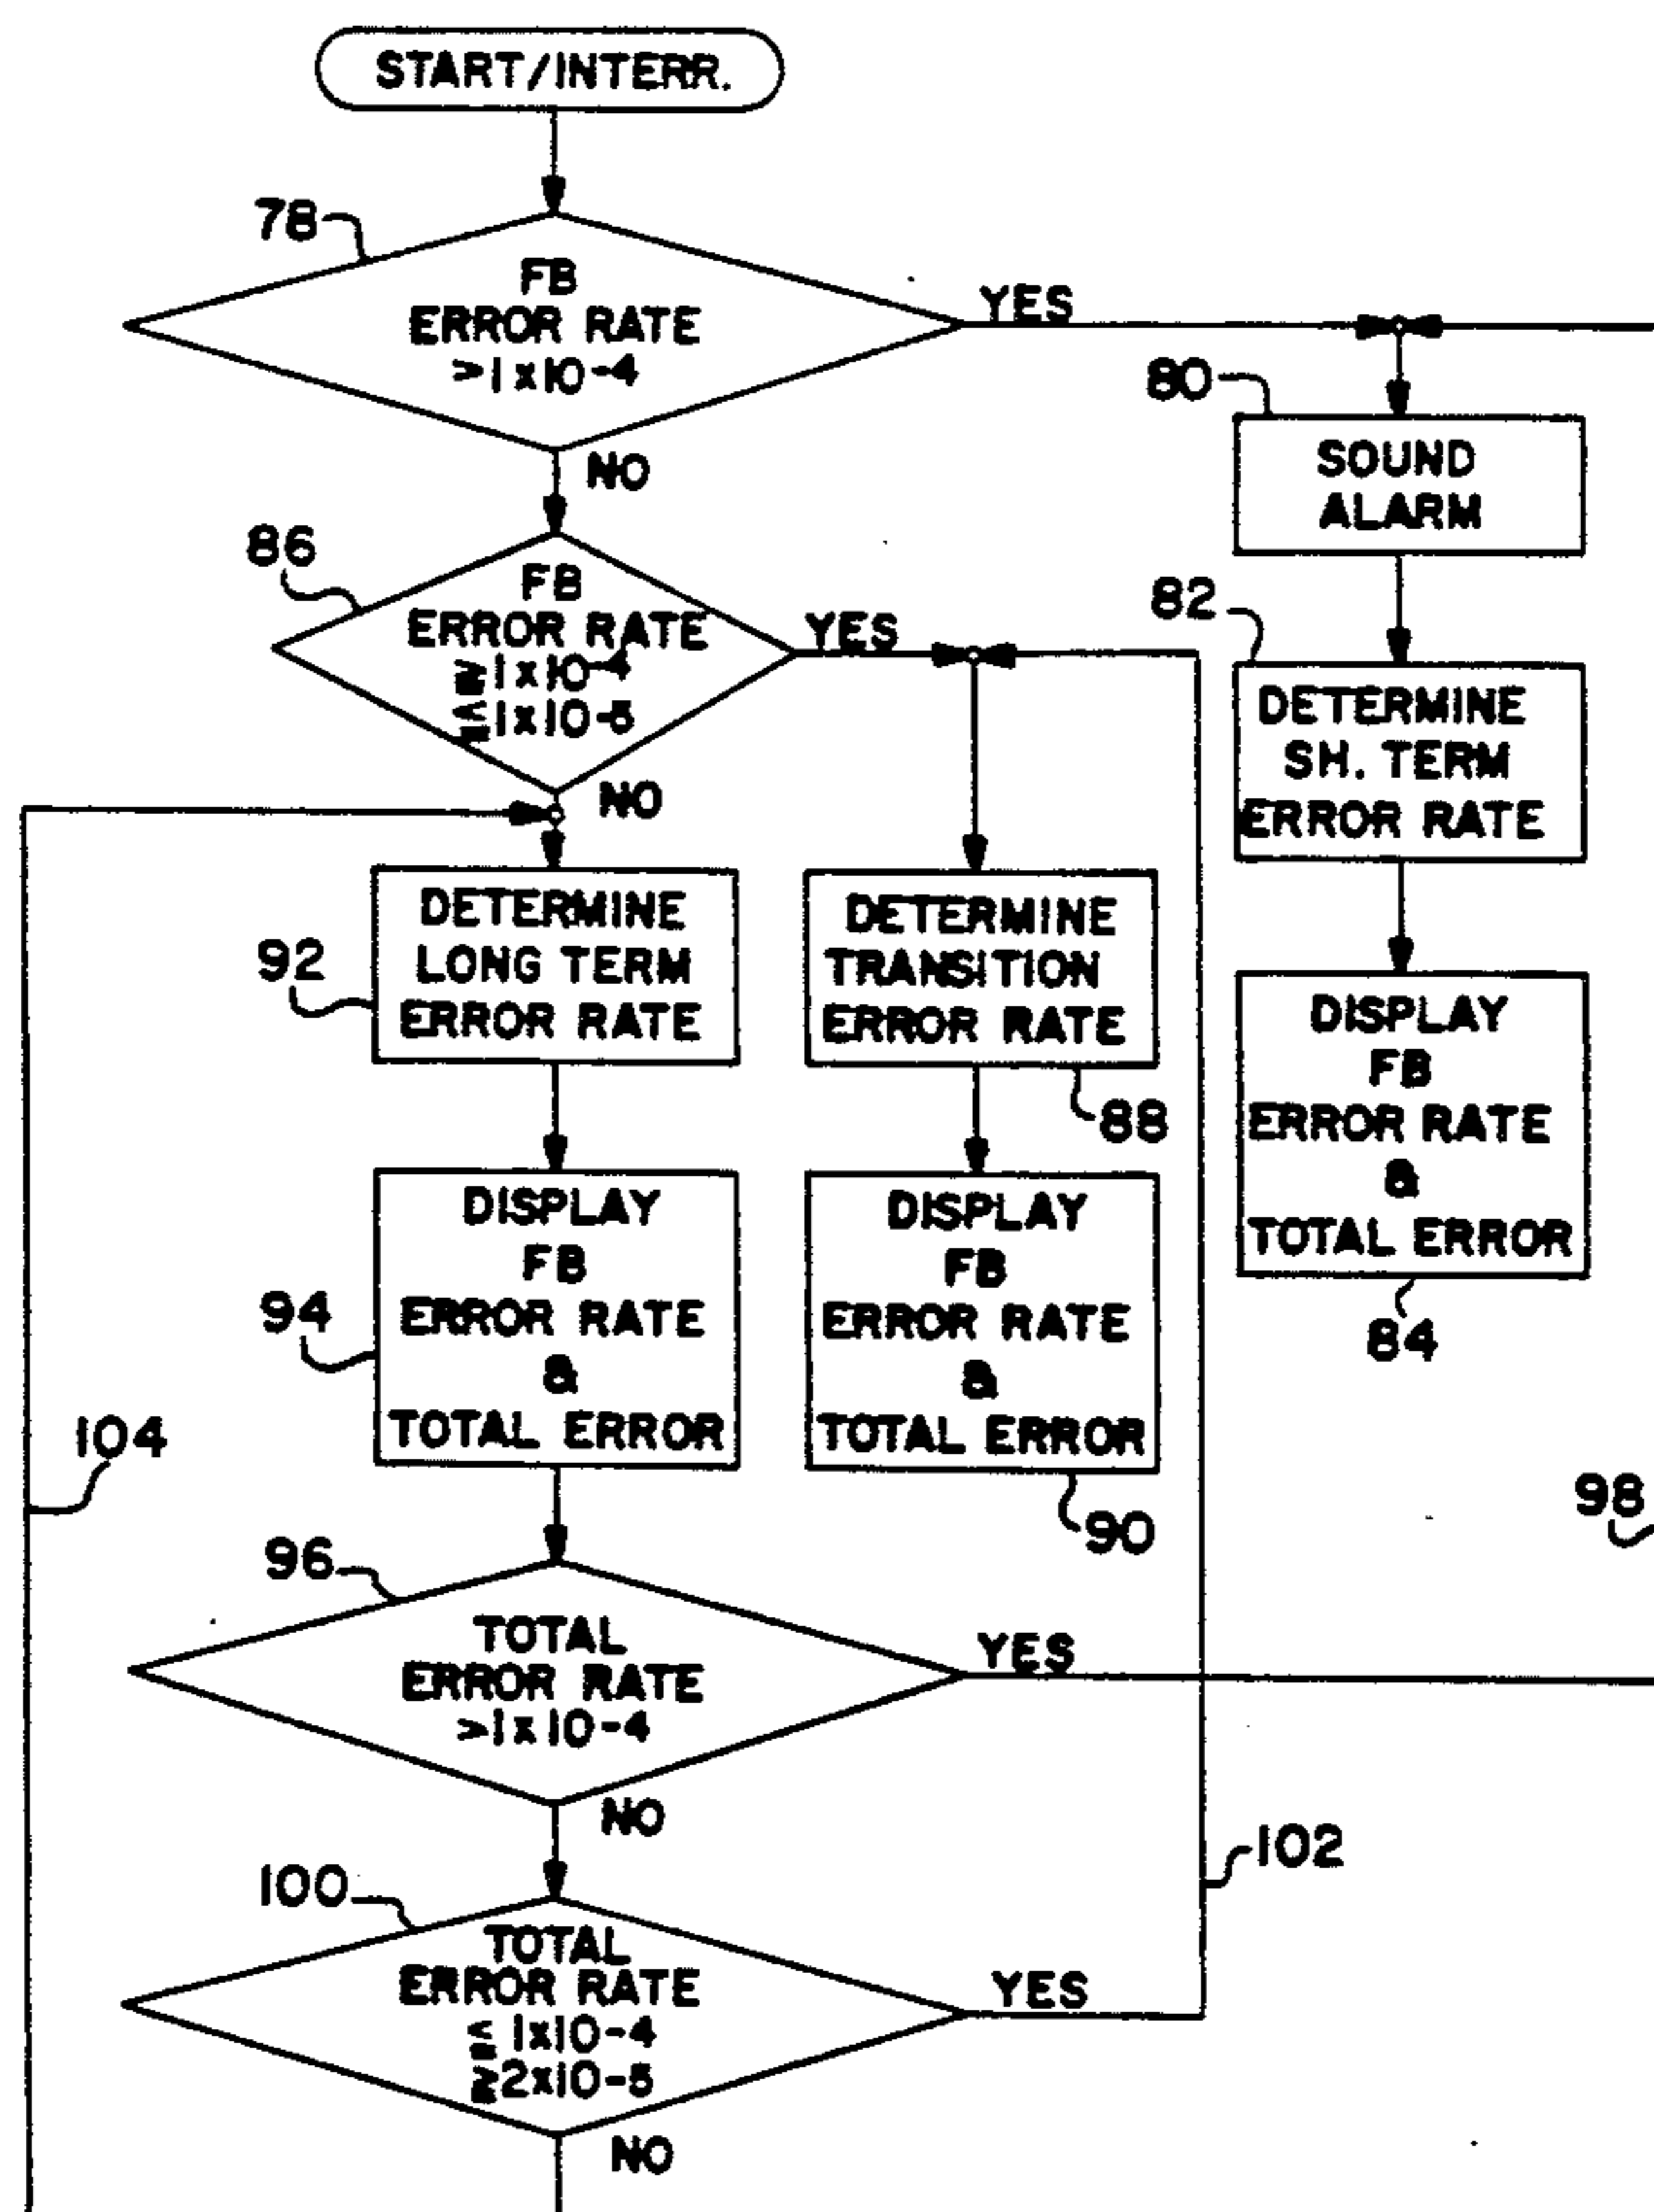 START/INTERR.
78
FB
ERROR RATE
>1x10-4
YES
NO
80
SOUND
ALARM
86
FB
ERROR RATE
≧1x10-4
≦1x10-5
YES
NO
82
DETERMINE
SH. TERM
ERROR RATE
92
DETERMINE
LONG TERM
ERROR RATE
DETERMINE
TRANSITION
ERROR RATE
88
DISPLAY
FB
ERROR RATE
&
TOTAL ERROR
84
94
DISPLAY
FB
ERROR RATE
&
TOTAL ERROR
DISPLAY
FB
ERROR RATE
&
TOTAL ERROR
90
104
98
96
TOTAL
ERROR RATE
>1x10-4
YES
NO
102
100
TOTAL
ERROR RATE
≦1x10-4
≧2x10-5
YES
NO